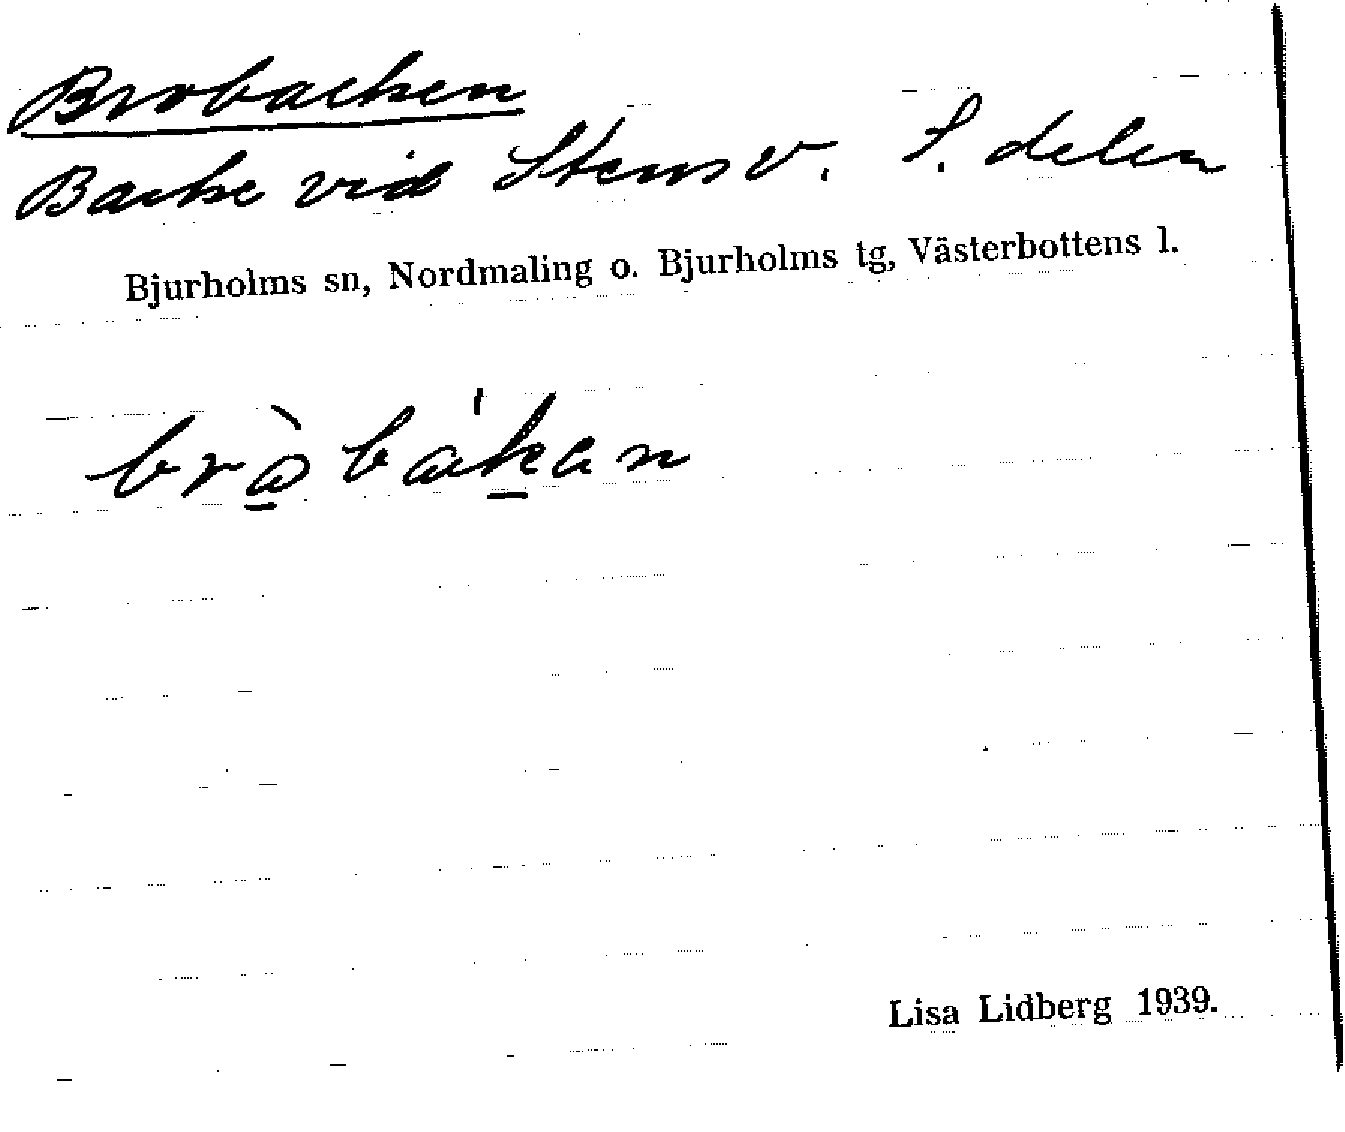 Brobacken
Backe vid Stensv. S. delen
Bjurholms sn, Nordmaling o. Bjurholms tg, Västerbottens l.
Lisa Lidberg 1939.